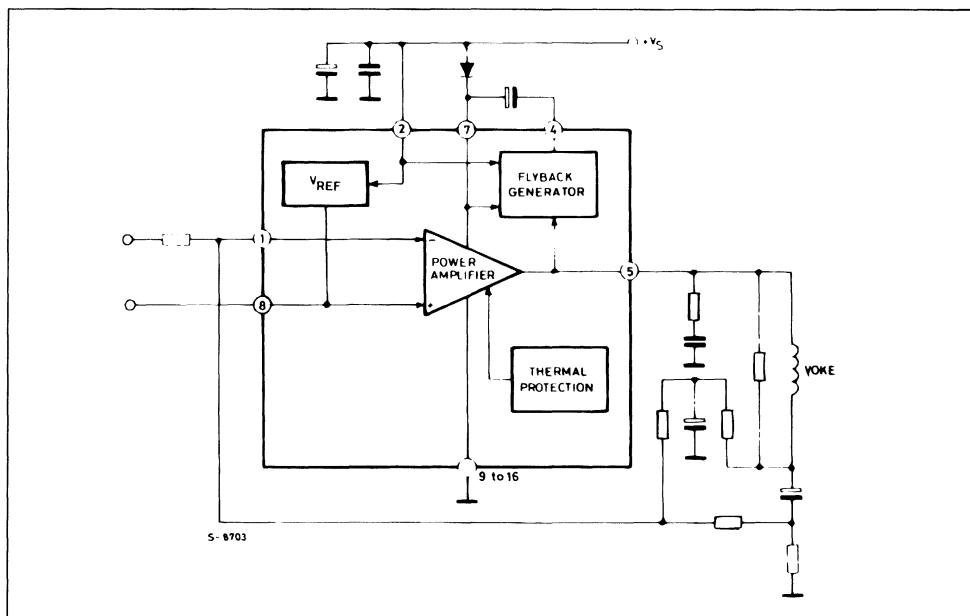 +VS
2
7
4
VREF
FLYBACK
GENERATOR
1
-
POWER
AMPLIFIER
5
8
+
THERMAL
PROTECTION
YOKE
9 to 16
S-8703